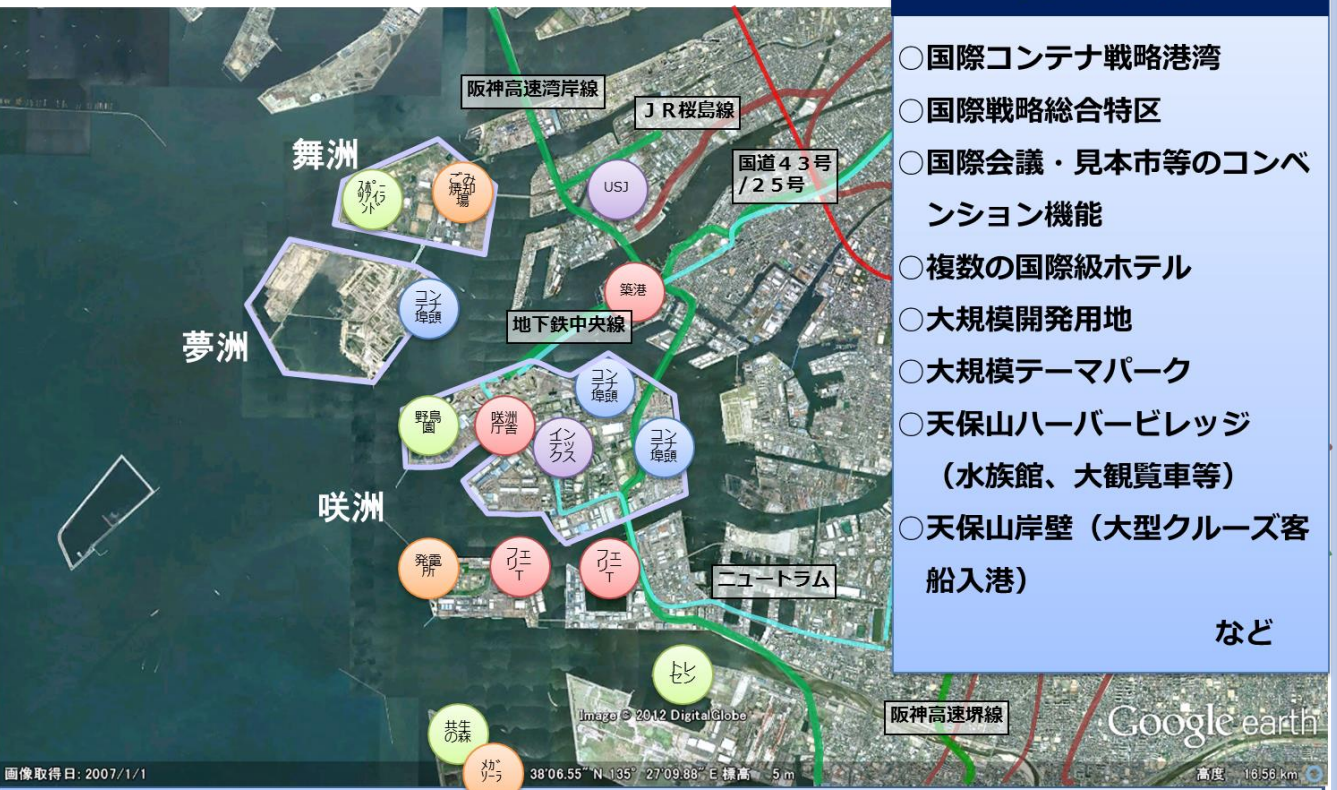 阪神高速湾岸線
ＪＲ桜島線
国道４３号
/２５号
舞洲
スポー
ツアイラ
ンド
ごみ
焼却
場
USJ
夢洲
コン
テナ
埠頭
築港
地下鉄中央線
コン
テナ
埠頭
野鳥
園
咲洲
庁舎
インテックス
コン
テナ
埠頭
咲洲
発電
所
フェ
リー
T
フェ
リー
T
ニュートラム
トレ
セン
共生
の森
メガ
ソーラ
阪神高速堺線
Image © 2012 DigitalGlobe
Google earth
画像取得日: 2007/1/1
38°06.55" N 135° 27'09.88" E 標高 5 m
高度 16.56 km
○国際コンテナ戦略港湾
○国際戦略総合特区
○国際会議・見本市等のコンベ
ンション機能
○複数の国際級ホテル
○大規模開発用地
○大規模テーマパーク
○天保山ハーバービレッジ
（水族館、大観覧車等）
○天保山岸壁（大型クルーズ客
船入港）
など